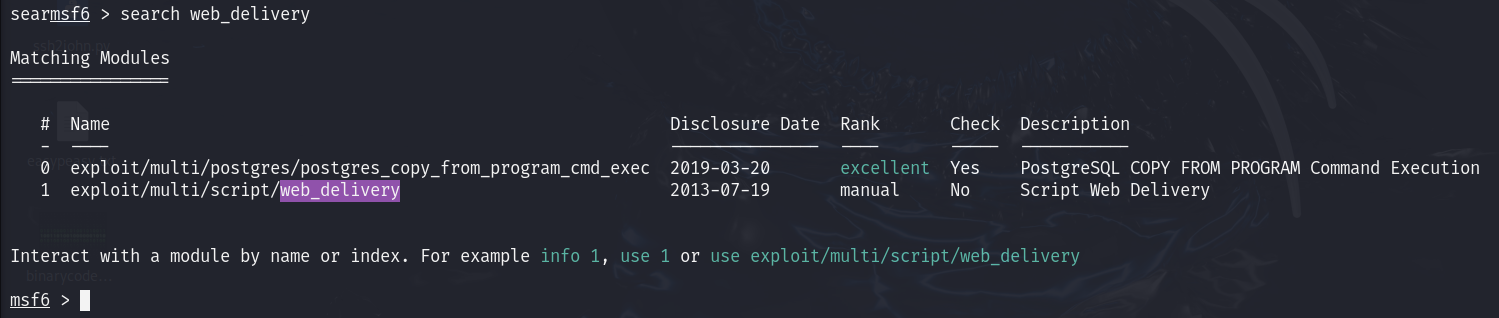 searmsf6 > search web_delivery
Matching Modules
================
# Name Disclosure Date Rank Check Description
- ---- --------------- ---- ----- -----------
0 exploit/multi/postgres/postgres_copy_from_program_cmd_exec 2019-03-20 excellent Yes PostgreSQL COPY FROM PROGRAM Command Execution
1 exploit/multi/script/web_delivery 2013-07-19 manual No Script Web Delivery
Interact with a module by name or index. For example info 1, use 1 or use exploit/multi/script/web_delivery
binarycode...
msf6 >